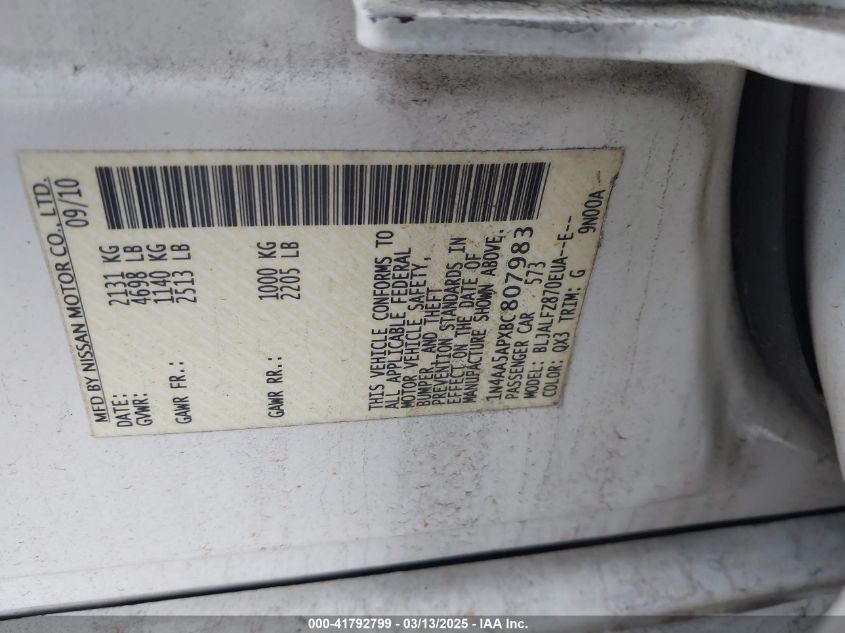 MFD BY NISSAN MOTOR CO., LTD.
DATE: 09/10
GVWR: 2131 KG
4698 LB
GAWR FR.: 1140 KG
2513 LB
GAWR RR.: 1000 KG
2205 LB
THIS VEHICLE CONFORMS TO
ALL APPLICABLE FEDERAL
MOTOR VEHICLE SAFETY,
BUMPER, AND THEFT
PREVENTION STANDARDS IN
EFFECT ON THE DATE OF
MANUFACTURE SHOWN ABOVE.
1N4AA5APXBC807983
PASSENGER CAR 573
MODEL: BLJALFZ870EUA--E--
COLOR: QX3 TRIM: G 9N00A
000-41792799 - 03/13/2025 - IAA Inc.